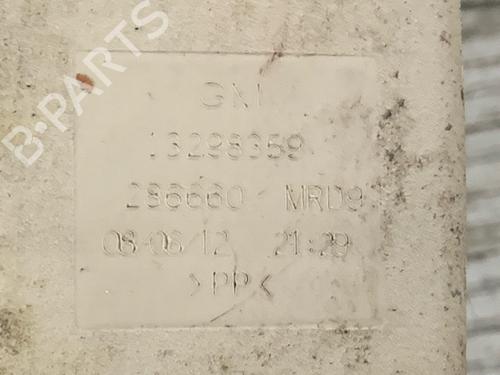 B-PARTS
GM
13298359
286660 MRD9
08/06/12 21:29
>PP<